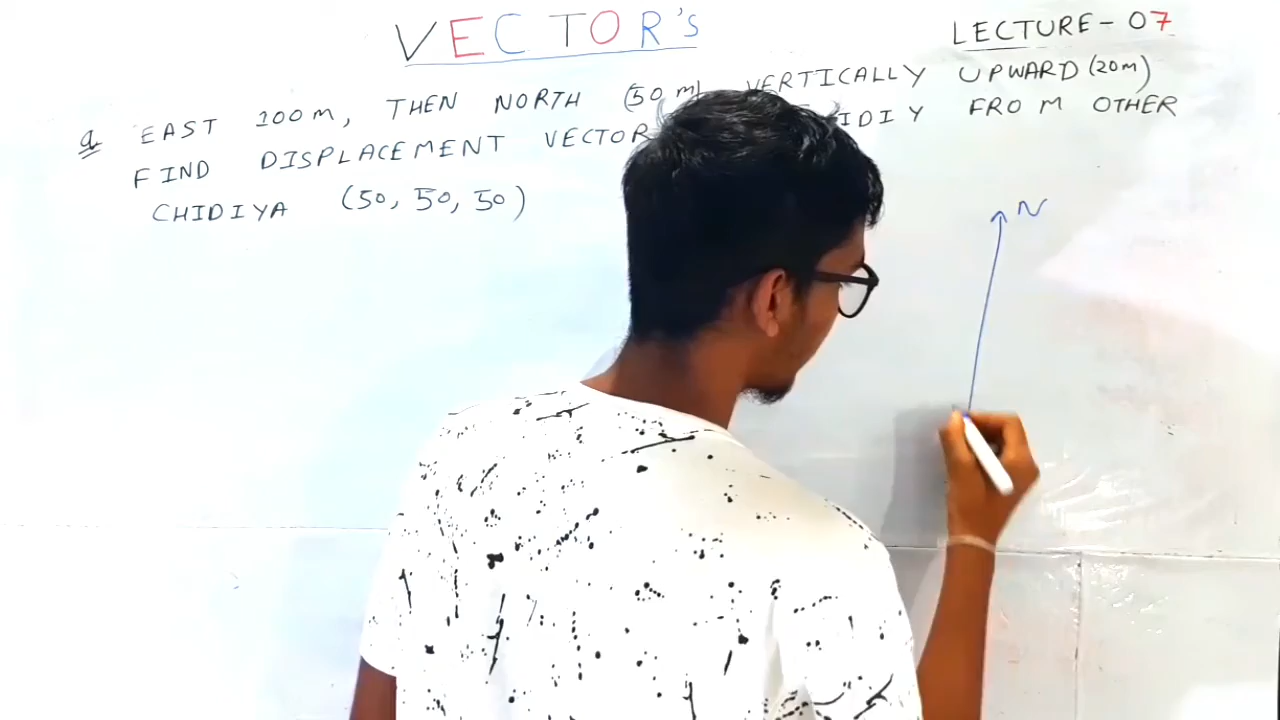 VECTOR's
LECTURE-07
Q EAST 100m, THEN NORTH (50m) VERTICALLY UPWARD (20m)
FIND DISPLACEMENT VECTOR FROM OTHER
CHIDIYA (50, 50, 50)
N